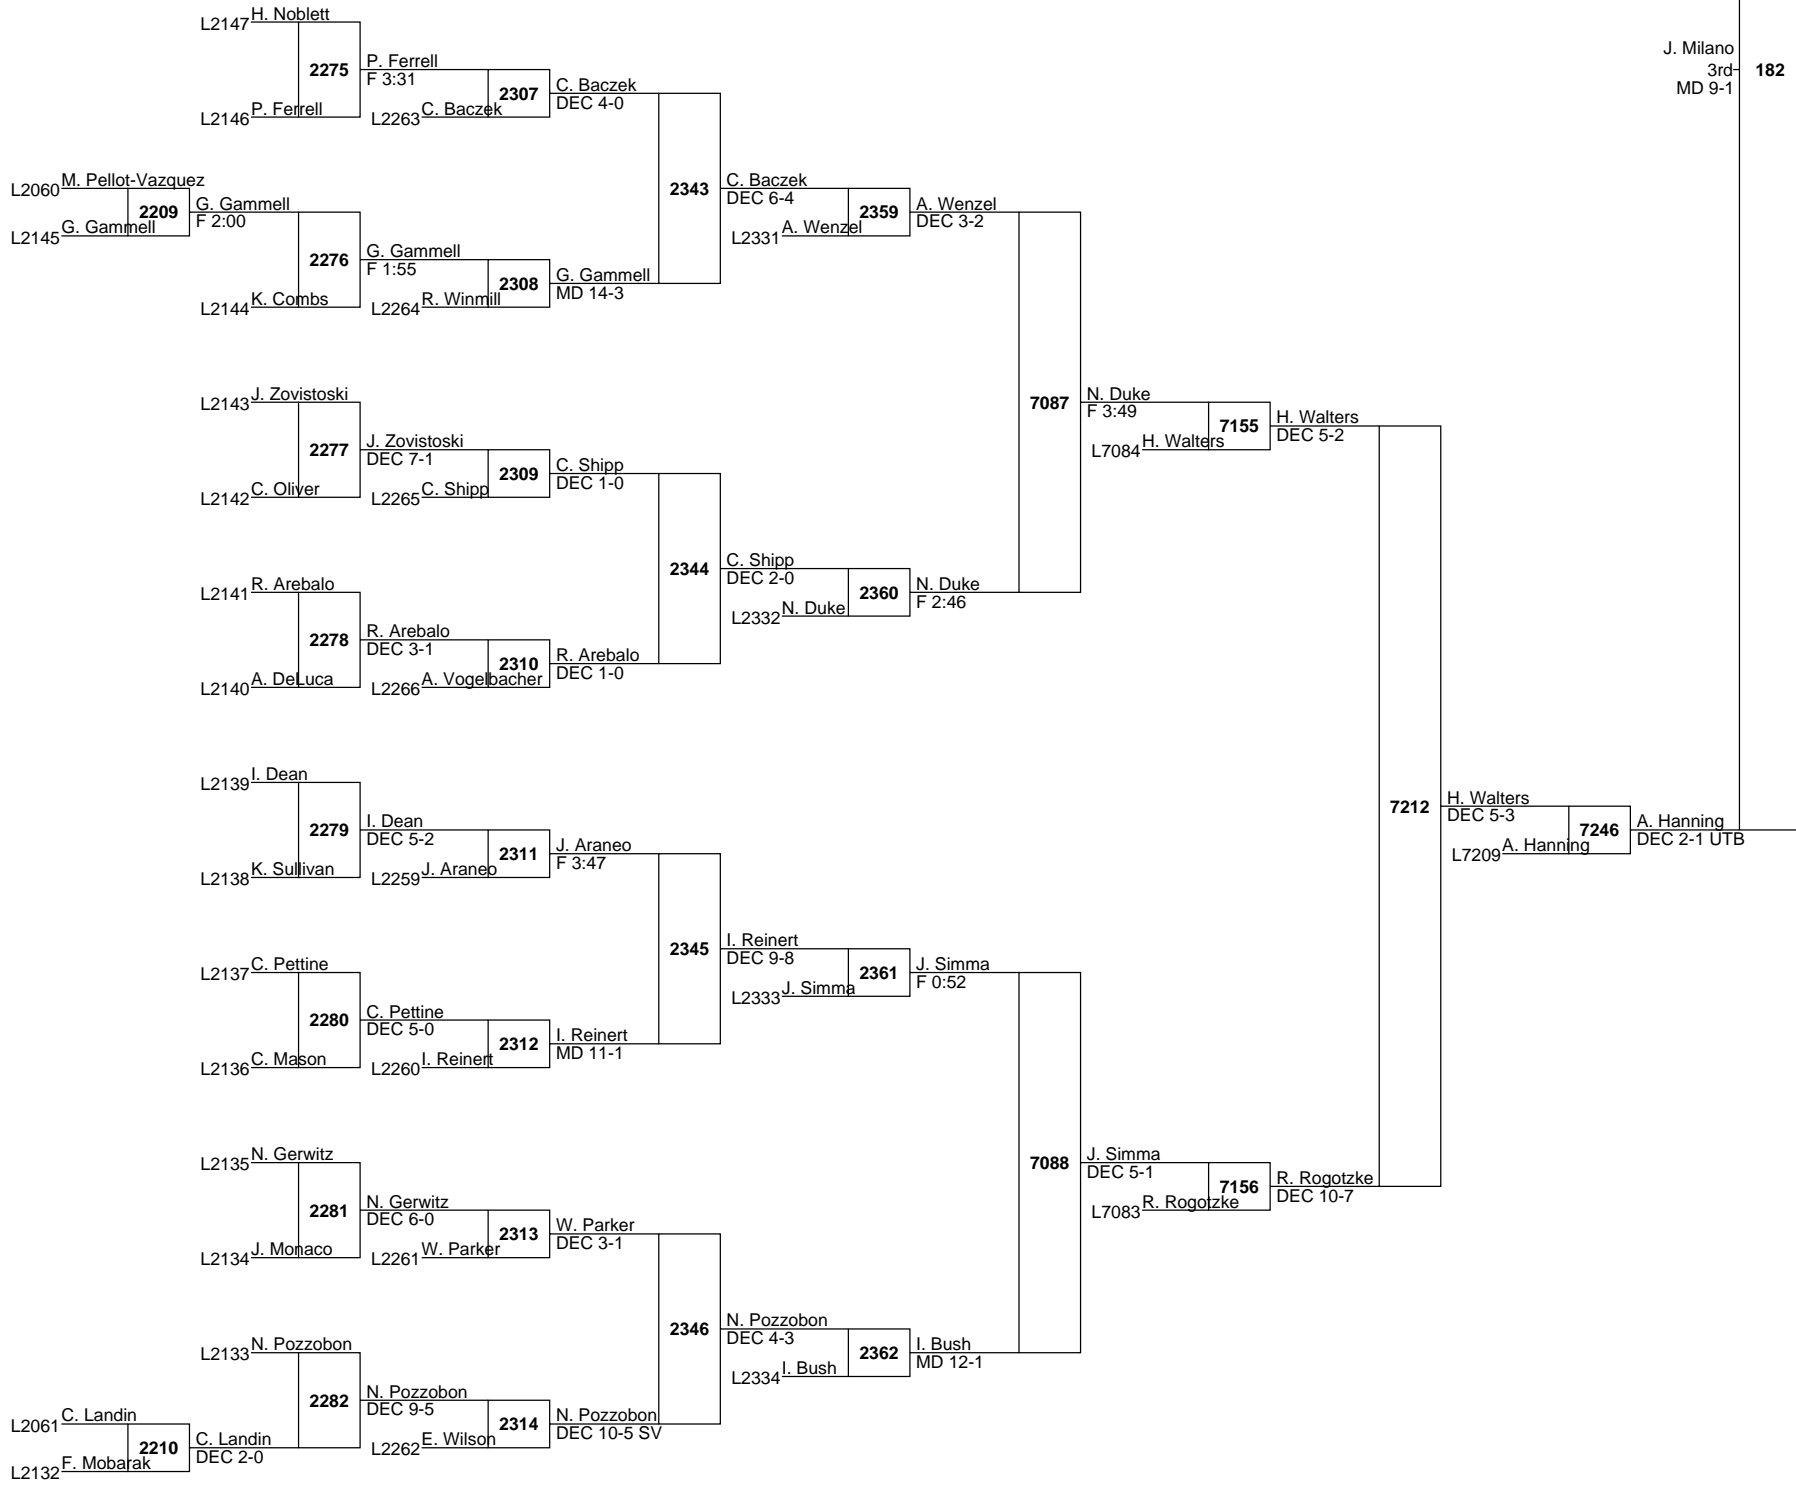 H. Noblett
L2147
J. Milano
3rd
182
MD 9-1
P. Ferrell
2275
F 3:31
C. Baczek
2307
DEC 4-0
P. Ferrell
L2146
C. Baczek
L2263
M. Pellot-Vazquez
L2060
2343
C. Baczek
DEC 6-4
G. Gammell
2209
F 2:00
G. Gammell
L2145
2359
A. Wenzel
DEC 3-2
A. Wenzel
L2331
G. Gammell
2276
F 1:55
G. Gammell
2308
MD 14-3
K. Combs
L2144
R. Winmill
L2264
J. Zovistoski
L2143
7087
N. Duke
F 3:49
H. Walters
7155
DEC 5-2
H. Walters
L7084
J. Zovistoski
2277
DEC 7-1
C. Shipp
2309
DEC 1-0
C. Oliver
L2142
C. Shipp
L2265
2344
C. Shipp
DEC 2-0
R. Arebalo
L2141
2360
N. Duke
F 2:46
N. Duke
L2332
R. Arebalo
2278
DEC 3-1
R. Arebalo
2310
DEC 1-0
A. DeLuca
L2140
A. Vogelbacher
L2266
I. Dean
L2139
7212
H. Walters
DEC 5-3
I. Dean
2279
DEC 5-2
A. Hanning
7246
DEC 2-1 UTB
A. Hanning
L7209
J. Araneo
2311
F 3:47
K. Sullivan
L2138
J. Araneo
L2259
2345
I. Reinert
DEC 9-8
C. Pettine
L2137
2361
J. Simma
F 0:52
J. Simma
L2333
C. Pettine
2280
DEC 5-0
I. Reinert
2312
MD 11-1
C. Mason
L2136
I. Reinert
L2260
N. Gerwitz
L2135
7088
J. Simma
DEC 5-1
7156
R. Rogotzke
DEC 10-7
R. Rogotzke
L7083
N. Gerwitz
2281
DEC 6-0
W. Parker
2313
DEC 3-1
J. Monaco
L2134
W. Parker
L2261
2346
N. Pozzobon
DEC 4-3
N. Pozzobon
L2133
2362
I. Bush
MD 12-1
I. Bush
L2334
N. Pozzobon
2282
DEC 9-5
C. Landin
L2061
2314
N. Pozzobon
DEC 10-5 SV
E. Wilson
L2262
C. Landin
2210
DEC 2-0
F. Mobarak
L2132